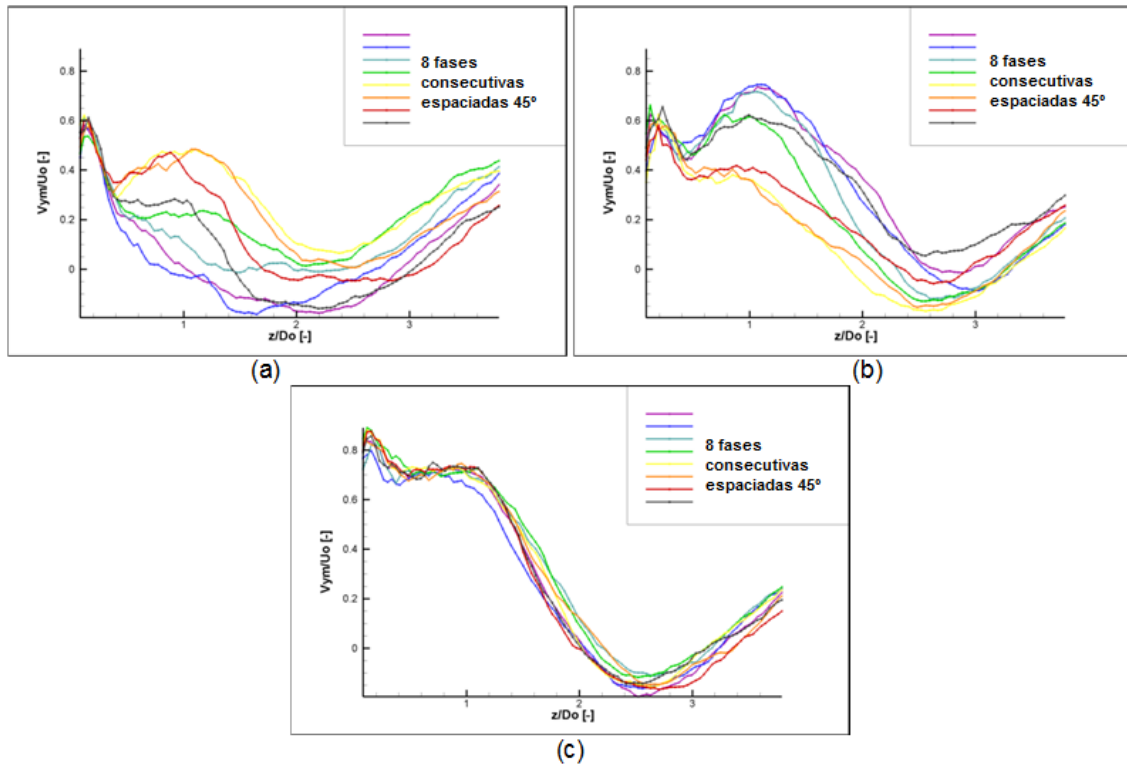 8 fases
consecutivas
espaciadas 45º
0.8
0.6
0.4
0.2
0
Vym/Uo [-]
1
2
3
z/Do [-]
(a)
8 fases
consecutivas
espaciadas 45º
0.8
0.6
0.4
0.2
0
Vym/Uo [-]
1
2
3
z/Do [-]
(b)
8 fases
consecutivas
espaciadas 45º
0.8
0.6
0.4
0.2
0
Vym/Uo [-]
1
2
3
z/Do [-]
(c)